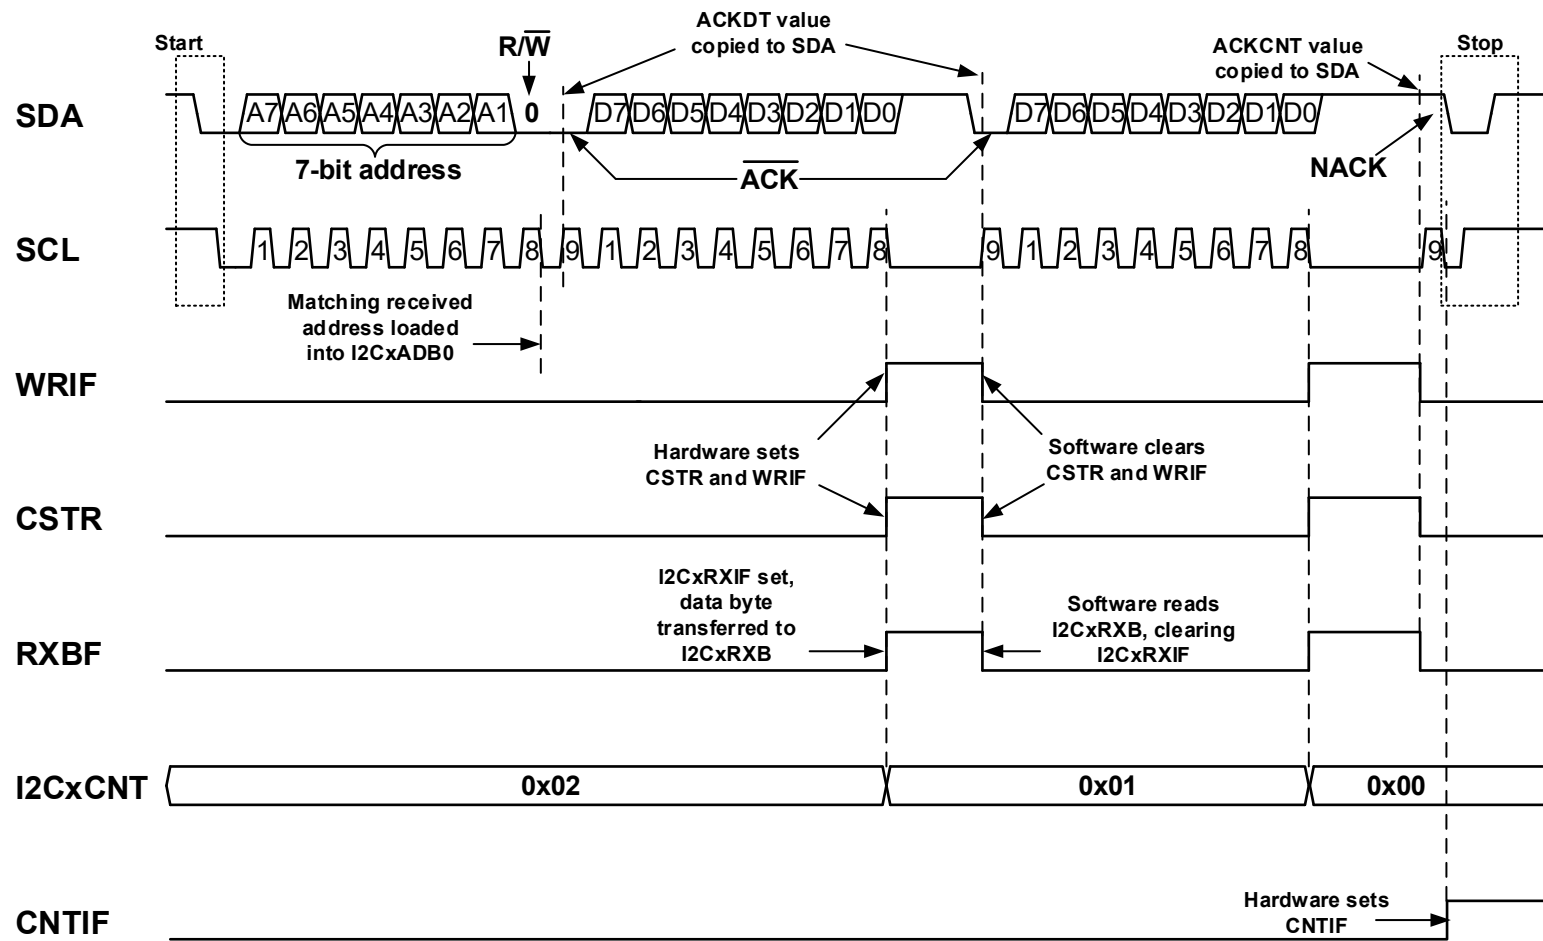 ACKDT value
copied to SDA
Start
R/W̅
ACKCNT value
copied to SDA
Stop
SDA
A7 A6 A5 A4 A3 A2 A1 0 D7 D6 D5 D4 D3 D2 D1 D0 D7 D6 D5 D4 D3 D2 D1 D0
7-bit address
A̅C̅K̅
NACK
SCL
1 2 3 4 5 6 7 8 9 1 2 3 4 5 6 7 8 9 1 2 3 4 5 6 7 8 9
Matching received
address loaded
into I2CxADB0
WRIF
Hardware sets
CSTR and WRIF
Software clears
CSTR and WRIF
CSTR
I2CxRXIF set,
data byte
transferred to
I2CxRXB
Software reads
I2CxRXB, clearing
I2CxRXIF
RXBF
I2CxCNT
0x02 0x01 0x00
Hardware sets
CNTIF
CNTIF